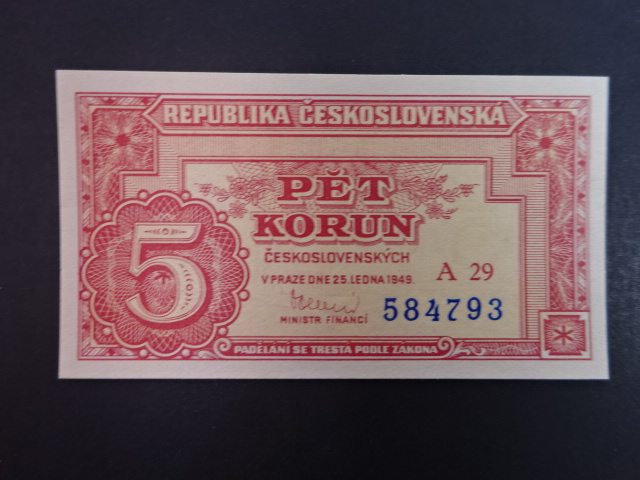 REPUBLIKA ČESKOSLOVENSKÁ
PĚT
KORUN
ČESKOSLOVENSKÝCH
V PRAZE DNE 25. LEDNA 1949.
A 29
584793
MINISTR FINANCÍ
5
PADĚLÁNÍ SE TRESTÁ PODLE ZÁKONA